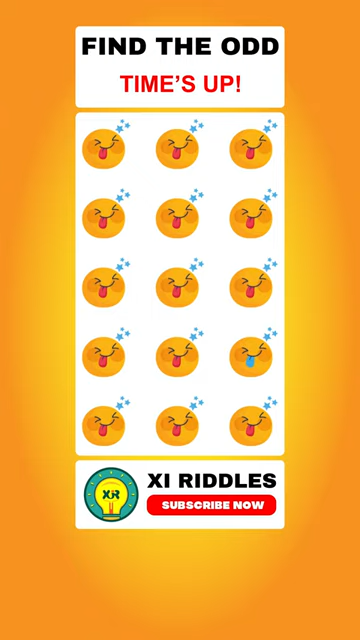 FIND THE ODD
TIME'S UP!
XR
XI RIDDLES
SUBSCRIBE NOW